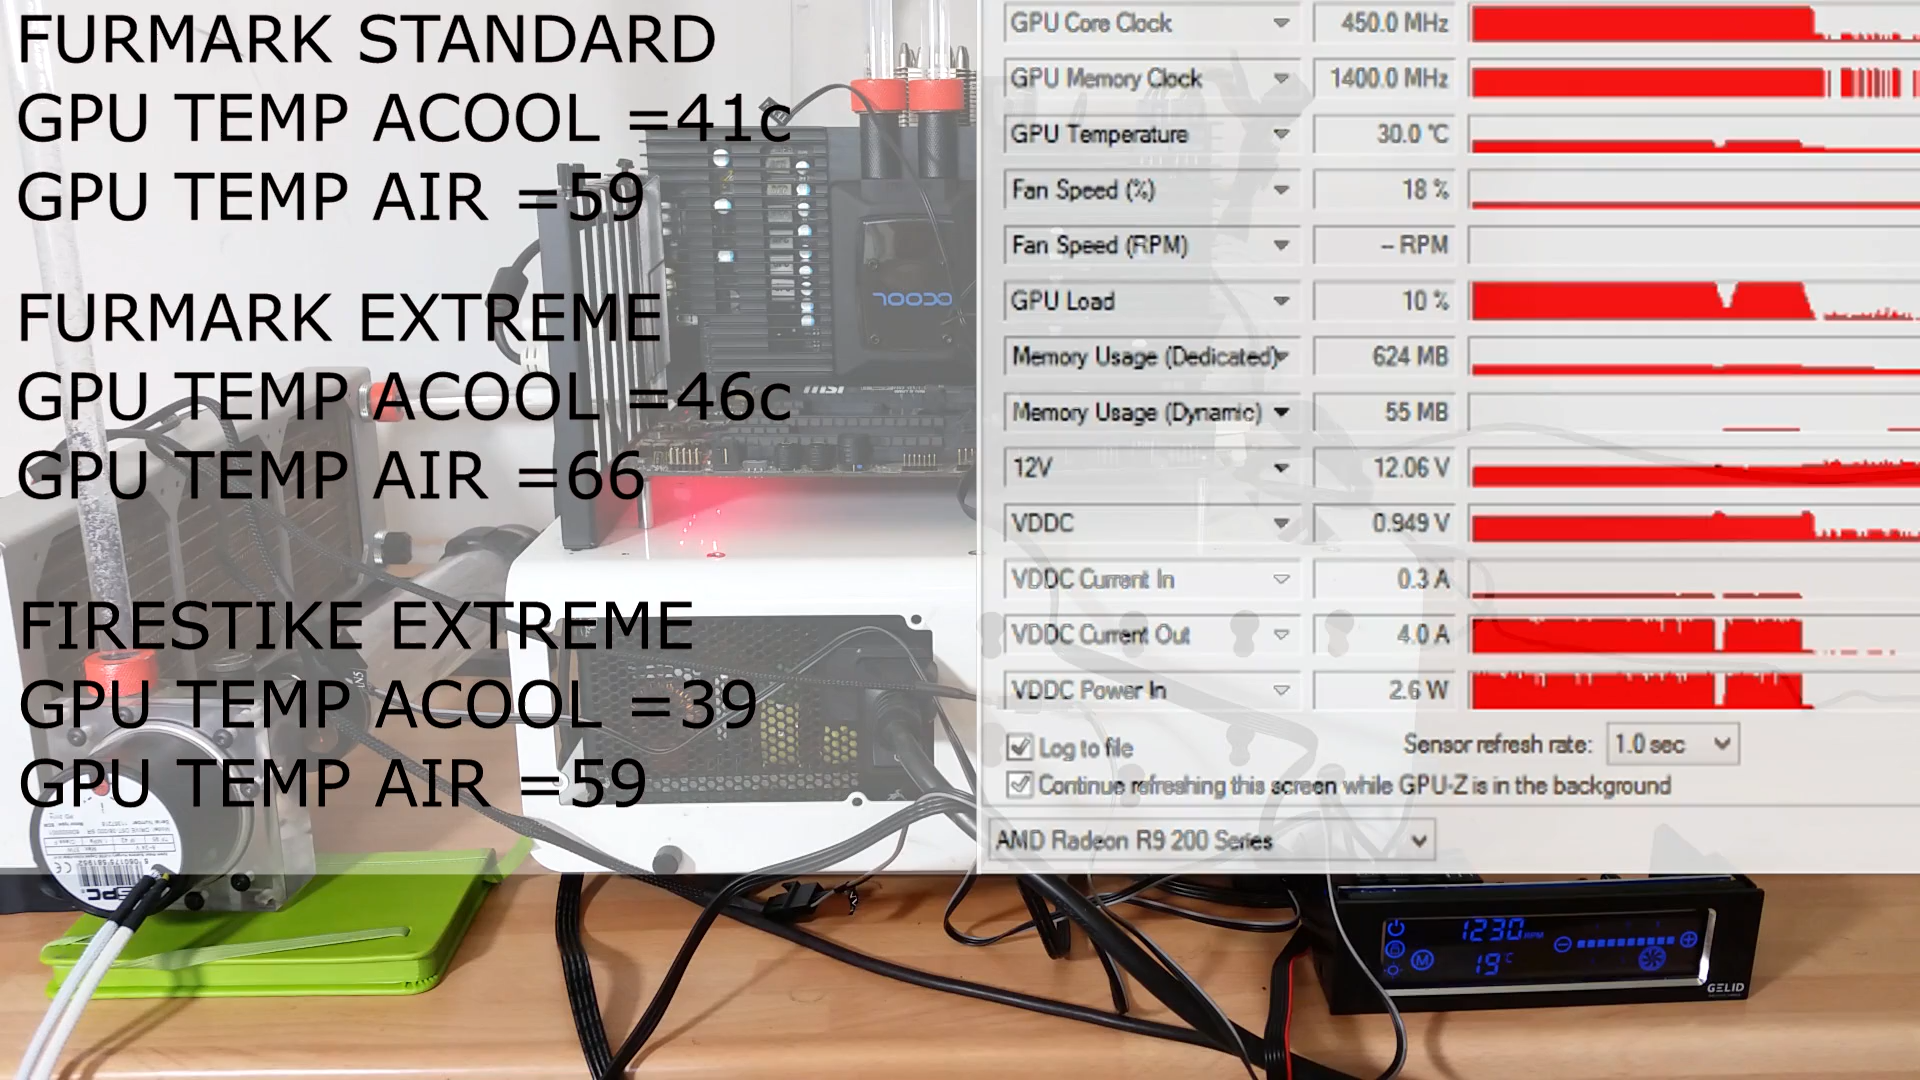 FURMARK STANDARD
GPU TEMP ACOOL =41c
GPU TEMP AIR =59
FURMARK EXTREME
GPU TEMP ACOOL =46c
GPU TEMP AIR =66
FIRESTIKE EXTREME
GPU TEMP ACOOL =39
GPU TEMP AIR =59
GPU Core Clock 450.0 MHz
GPU Memory Clock 1400.0 MHz
GPU Temperature 30.0 °C
Fan Speed (%) 18 %
Fan Speed (RPM) – RPM
GPU Load 10 %
Memory Usage (Dedicated) 624 MB
Memory Usage (Dynamic) 55 MB
12V 12.06 V
VDDC 0.949 V
VDDC Current In 0.3 A
VDDC Current Out 4.0 A
VDDC Power In 2.6 W
Log to file
Sensor refresh rate: 1.0 sec
Continue refreshing this screen while GPU-Z is in the background
AMD Radeon R9 200 Series
msi
1230 RPM
M 19 C
GELID